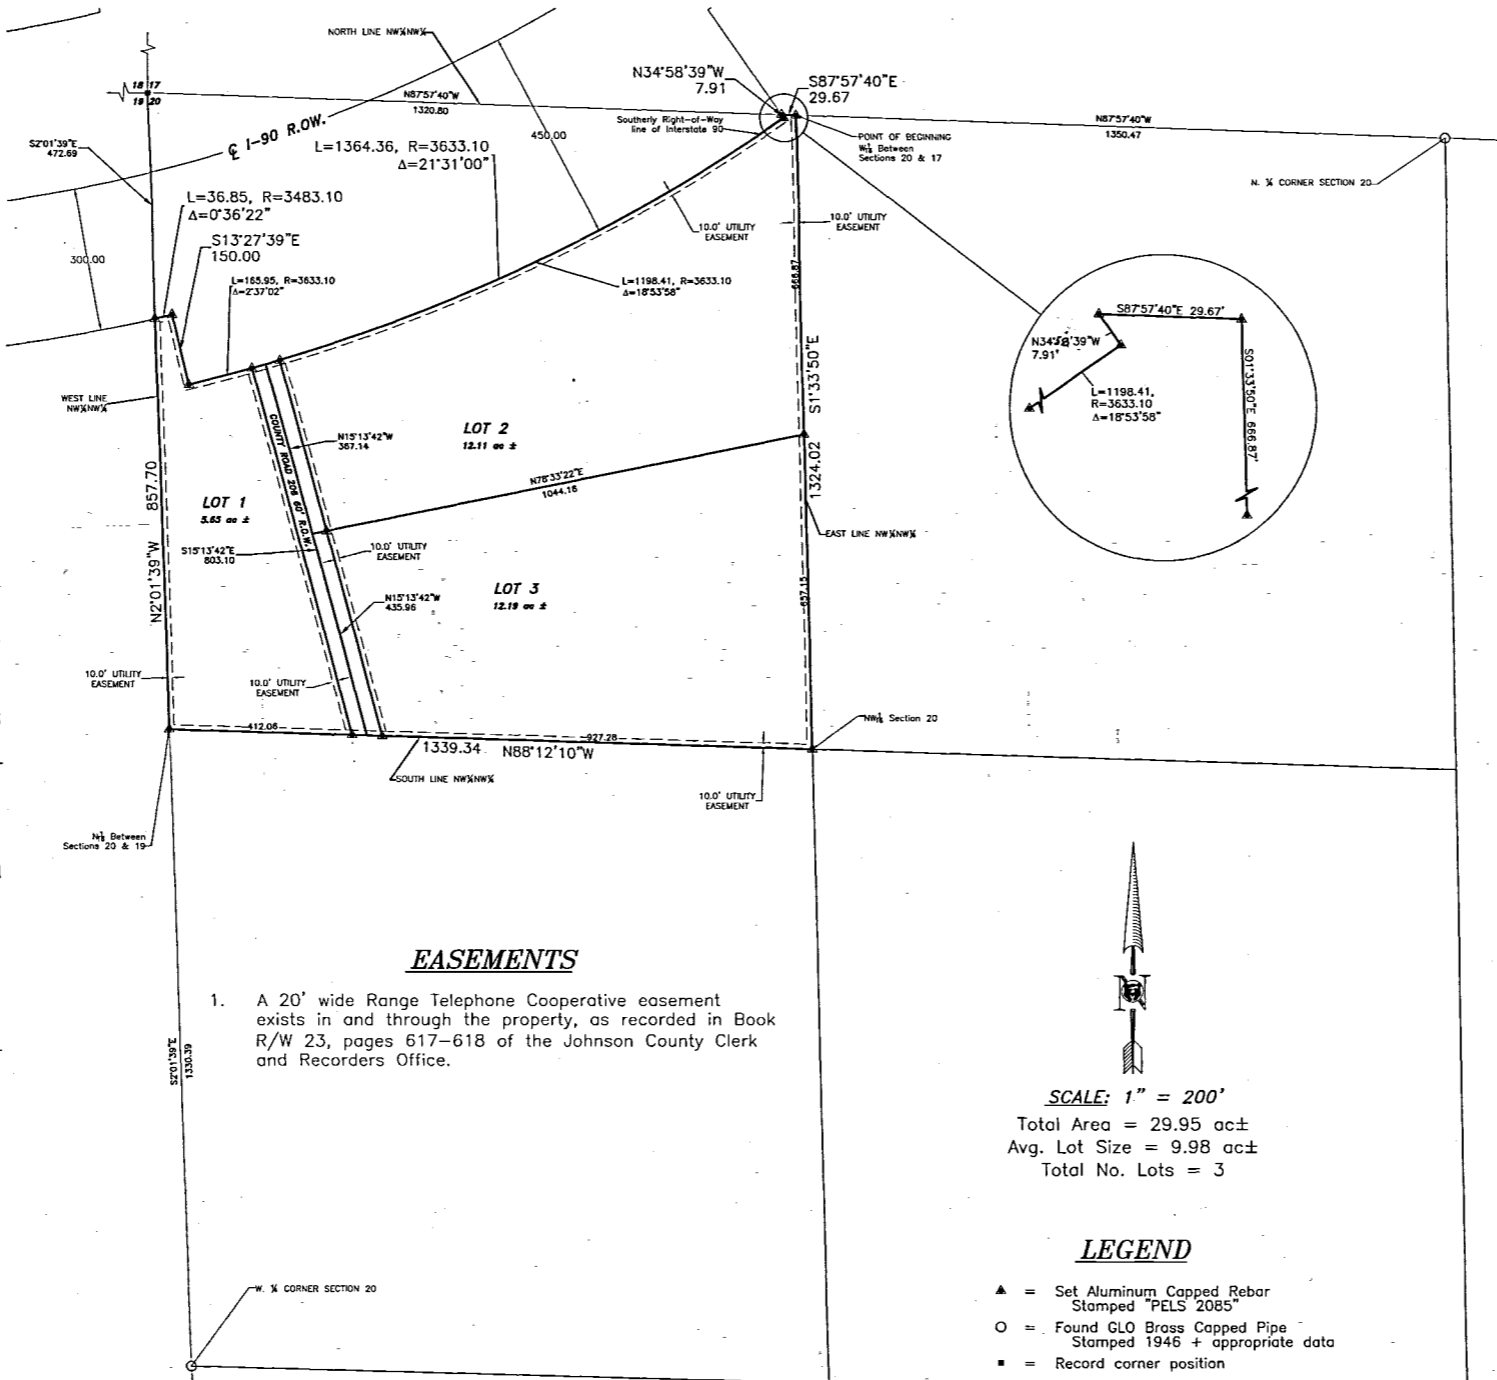 NORTH LINE NW¼NW¼
18 17
19 20
N87°57'40"W
1320.80
℄ I-90 R.OW.
N34°58'39"W
7.91
S87°57'40"E
29.67
Southerly Right-of-Way
line of Interstate 90
POINT OF BEGINNING
W1/16 Between
Sections 20 & 17
N87°57'40"W
1350.47
N. ¼ CORNER SECTION 20
S2°01'39"E
472.69
450.00
L=1364.36, R=3633.10
Δ=21°31'00"
L=36.85, R=3483.10
Δ=0°36'22"
S13°27'39"E
150.00
300.00
L=165.95, R=3633.10
Δ=2°37'02"
10.0' UTILITY
EASEMENT
10.0' UTILITY
EASEMENT
L=1198.41, R=3633.10
Δ=18°53'58"
666.87
S1°33'50"E
1324.02
S87°57'40"E 29.67'
N34°58'39"W
7.91'
L=1198.41,
R=3633.10
Δ=18°53'58"
S01°33'50"E 666.87'
WEST LINE
NW¼NW¼
N2°01'39"W 857.70
LOT 1
5.65 ac ±
COUNTY ROAD 206 60' R.O.W.
N15°13'42"W
367.14
LOT 2
12.11 ac ±
N78°33'22"E
1044.16
EAST LINE NW¼NW¼
S15°13'42"E
803.10
10.0' UTILITY
EASEMENT
N15°13'42"W
435.96
LOT 3
12.19 ac ±
657.15
10.0' UTILITY
EASEMENT
10.0' UTILITY
EASEMENT
412.06
1339.34 N88°12'10"W
927.28
SOUTH LINE NW¼NW¼
10.0' UTILITY
EASEMENT
NW1/16 Section 20
N1/16 Between
Sections 20 & 19
S2°01'39"E
1330.39
EASEMENTS
1. A 20' wide Range Telephone Cooperative easement
exists in and through the property, as recorded in Book
R/W 23, pages 617-618 of the Johnson County Clerk
and Recorders Office.
N
SCALE: 1" = 200'
Total Area = 29.95 ac±
Avg. Lot Size = 9.98 ac±
Total No. Lots = 3
W. ¼ CORNER SECTION 20
LEGEND
▲ = Set Aluminum Capped Rebar
Stamped "PELS 2085"
O = Found GLO Brass Capped Pipe
Stamped 1946 + appropriate data
■ = Record corner position